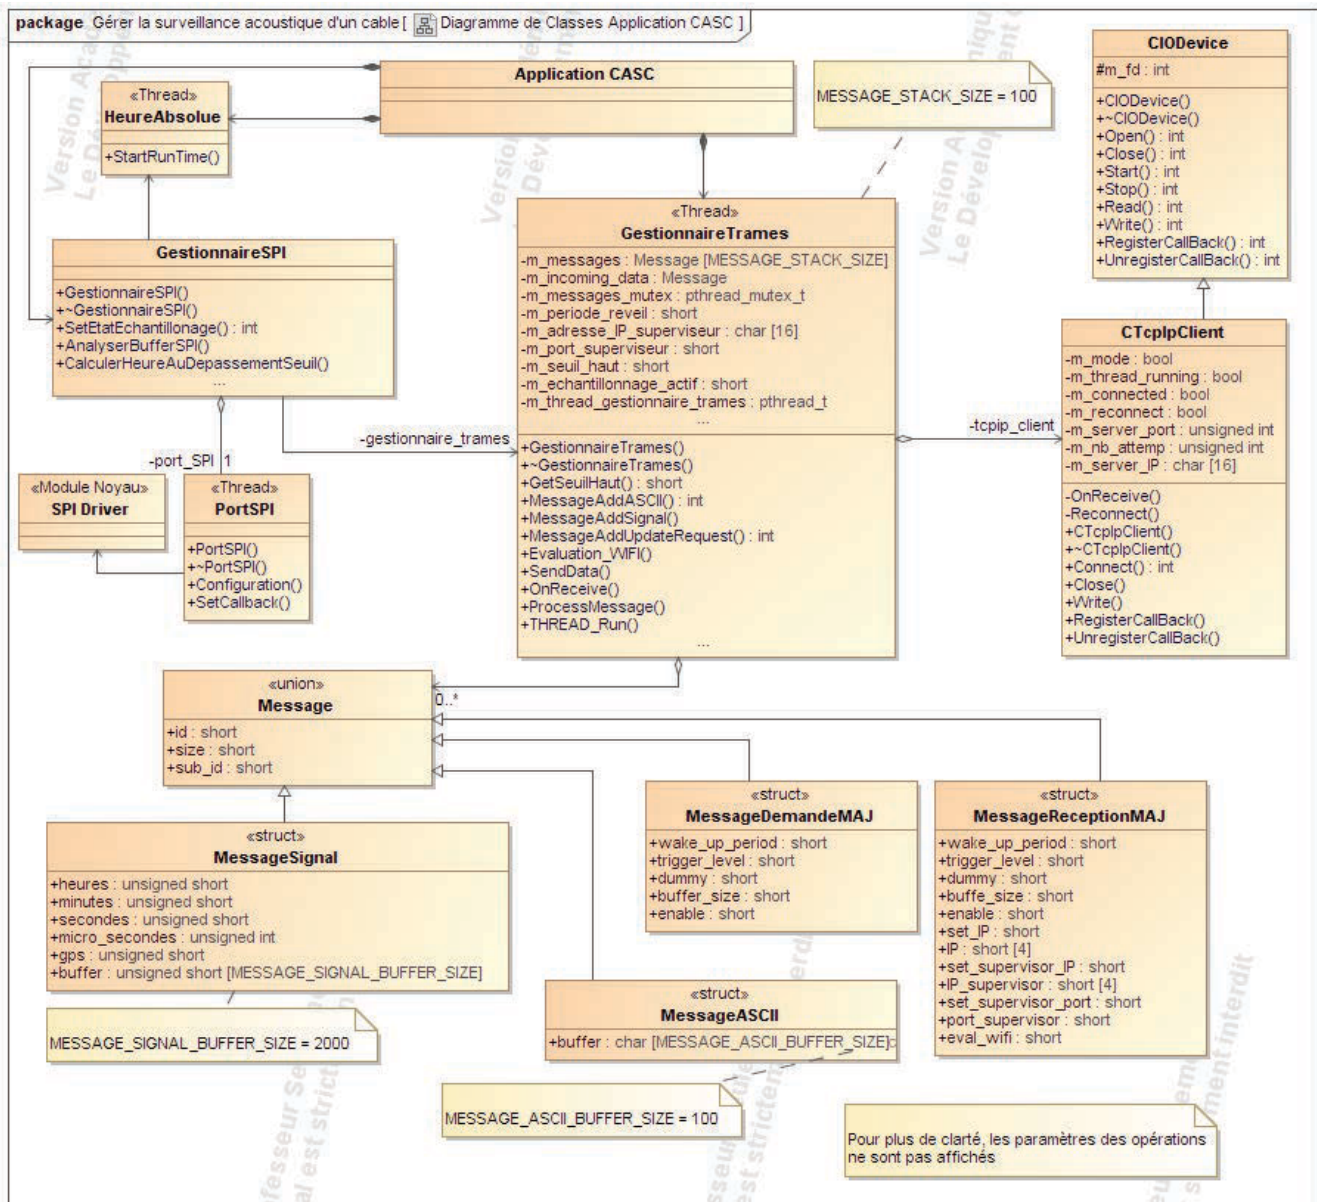 package Gérer la surveillance acoustique d'un cable [ Diagramme de Classes Application CASC ]
Application CASC
MESSAGE_STACK_SIZE = 100
CIODevice
#m_fd : int
+CIODevice()
+~CIODevice()
+Open() : int
+Close() : int
+Start() : int
+Stop() : int
+Read() : int
+Write() : int
+RegisterCallBack() : int
+UnregisterCallBack() : int
«Thread»
HeureAbsolue
+StartRunTime()
GestionnaireSPI
+GestionnaireSPI()
+~GestionnaireSPI()
+SetEtatEchantillonage() : int
+AnalyserBufferSPI()
+CalculerHeureAuDepassementSeuil()
...
«Thread»
GestionnaireTrames
-m_messages : Message [MESSAGE_STACK_SIZE]
-m_incoming_data : Message
-m_messages_mutex : pthread_mutex_t
-m_periode_reveil : short
-m_adresse_IP_superviseur : char [16]
-m_port_superviseur : short
-m_seuil_haut : short
-m_echantillonnage_actif : short
-m_thread_gestionnaire_trames : pthread_t
...
+GestionnaireTrames()
+~GestionnaireTrames()
+GetSeuilHaut() : short
+MessageAddASCII() : int
+MessageAddSignal()
+MessageAddUpdateRequest() : int
+Evaluation_WIFI()
+SendData()
+OnReceive()
+ProcessMessage()
+THREAD_Run()
...
CTcpIpClient
-m_mode : bool
-m_thread_running : bool
-m_connected : bool
-m_reconnect : bool
-m_server_port : unsigned int
-m_nb_attemp : unsigned int
-m_server_IP : char [16]
-OnReceive()
-Reconnect()
+CTcpIpClient()
+~CTcpIpClient()
+Connect() : int
+Close()
+Write()
+RegisterCallBack()
+UnregisterCallBack()
-gestionnaire_trames
-tcpip_client
-port_SPI 1
«Module Noyau»
SPI Driver
«Thread»
PortSPI
+PortSPI()
+~PortSPI()
+Configuration()
+SetCallback()
«union»
Message
+id : short
+size : short
+sub_id : short
0..*
«struct»
MessageSignal
+heures : unsigned short
+minutes : unsigned short
+secondes : unsigned short
+micro_secondes : unsigned int
+gps : unsigned short
+buffer : unsigned short [MESSAGE_SIGNAL_BUFFER_SIZE]
MESSAGE_SIGNAL_BUFFER_SIZE = 2000
«struct»
MessageDemandeMAJ
+wake_up_period : short
+trigger_level : short
+dummy : short
+buffer_size : short
+enable : short
«struct»
MessageReceptionMAJ
+wake_up_period : short
+trigger_level : short
+dummy : short
+buffe_size : short
+enable : short
+set_IP : short
+IP : short [4]
+set_supervisor_IP : short
+IP_supervisor : short [4]
+set_supervisor_port : short
+port_supervisor : short
+eval_wifi : short
«struct»
MessageASCII
+buffer : char [MESSAGE_ASCII_BUFFER_SIZE]
MESSAGE_ASCII_BUFFER_SIZE = 100
Pour plus de clarté, les paramètres des opérations
ne sont pas affichés